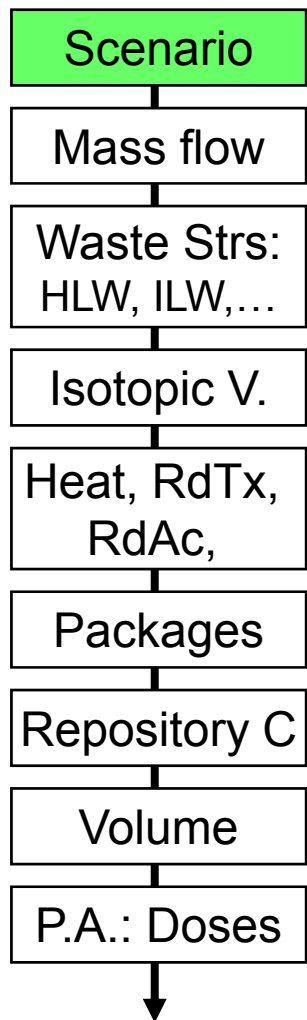 Scenario
Mass flow
Waste Strs:
HLW, ILW,…
Isotopic V.
Heat, RdTx,
RdAc,
Packages
Repository C
Volume
P.A.: Doses